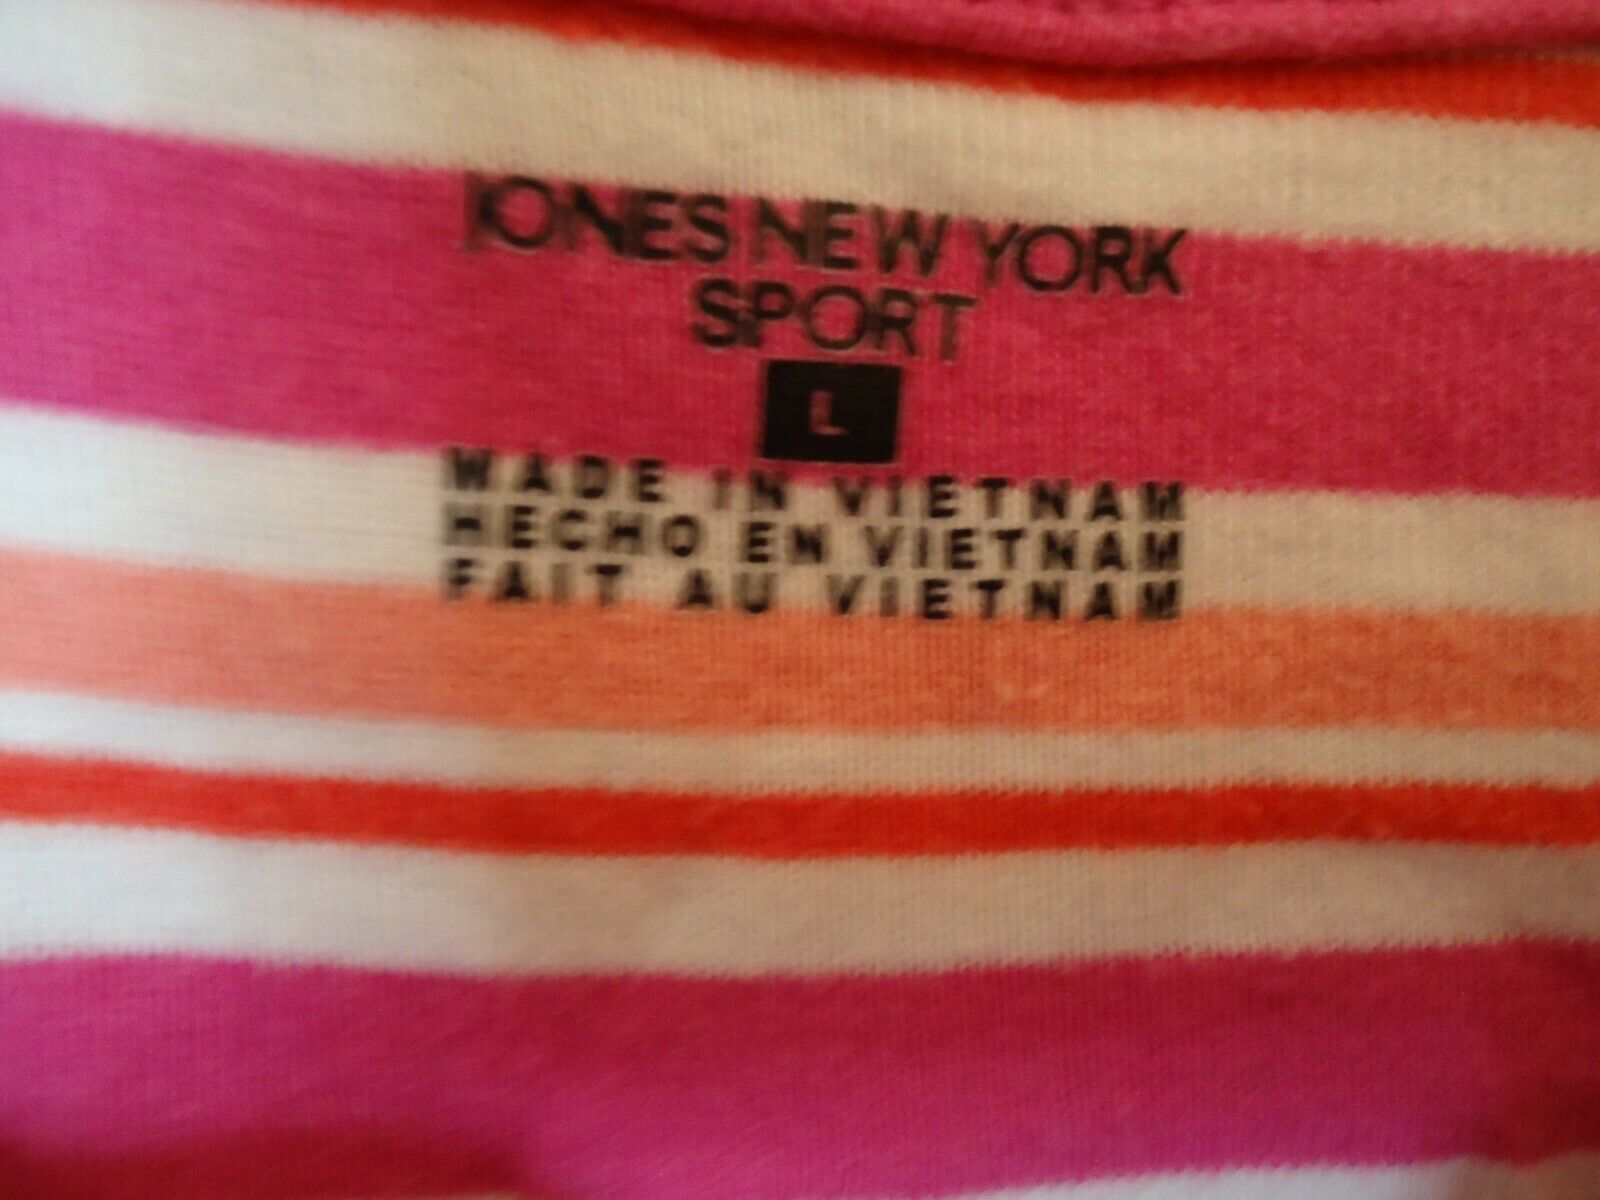 JONES NEW YORK
SPORT
L
MADE IN VIETNAM
HECHO EN VIETNAM
FAIT AU VIETNAM